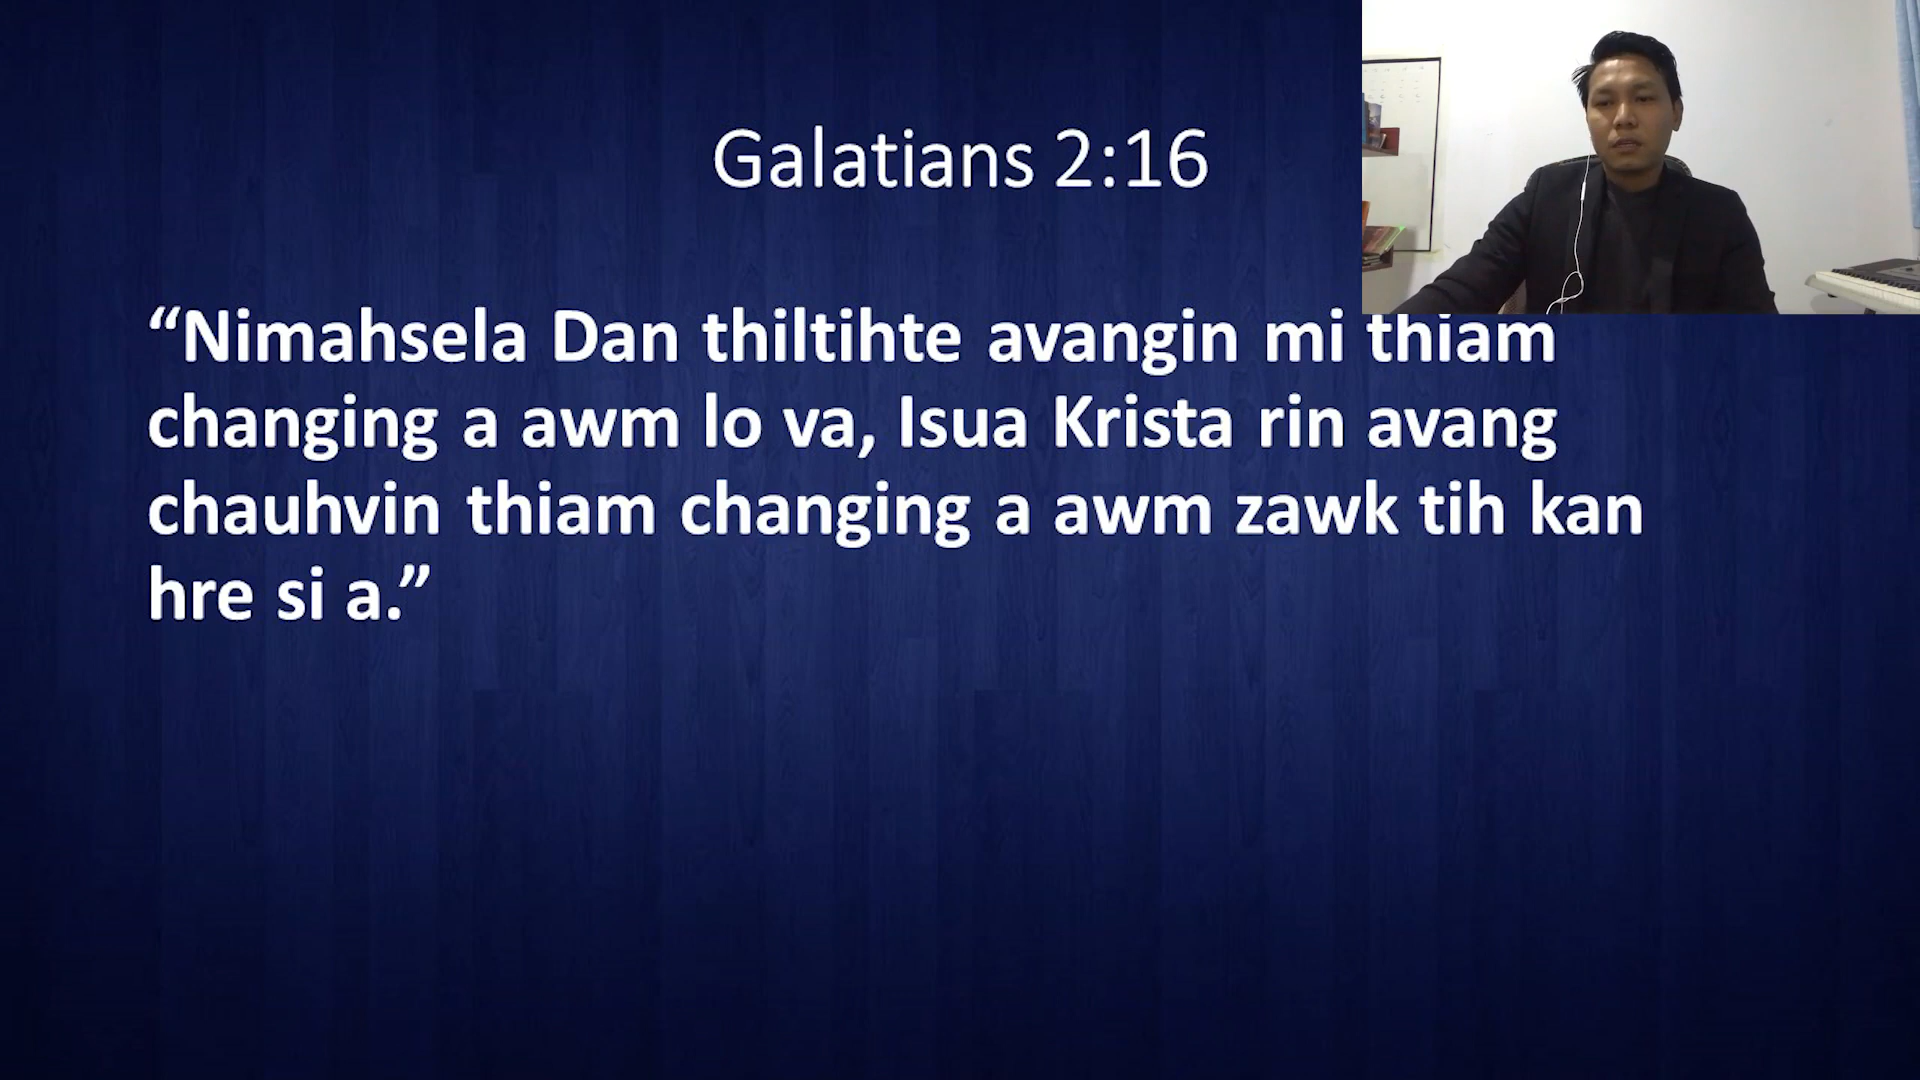 Galatians 2:16
“Nimahsela Dan thiltihte avangin mi thiam
changing a awm lo va, Isua Krista rin avang
chauhvin thiam changing a awm zawk tih kan
hre si a.”